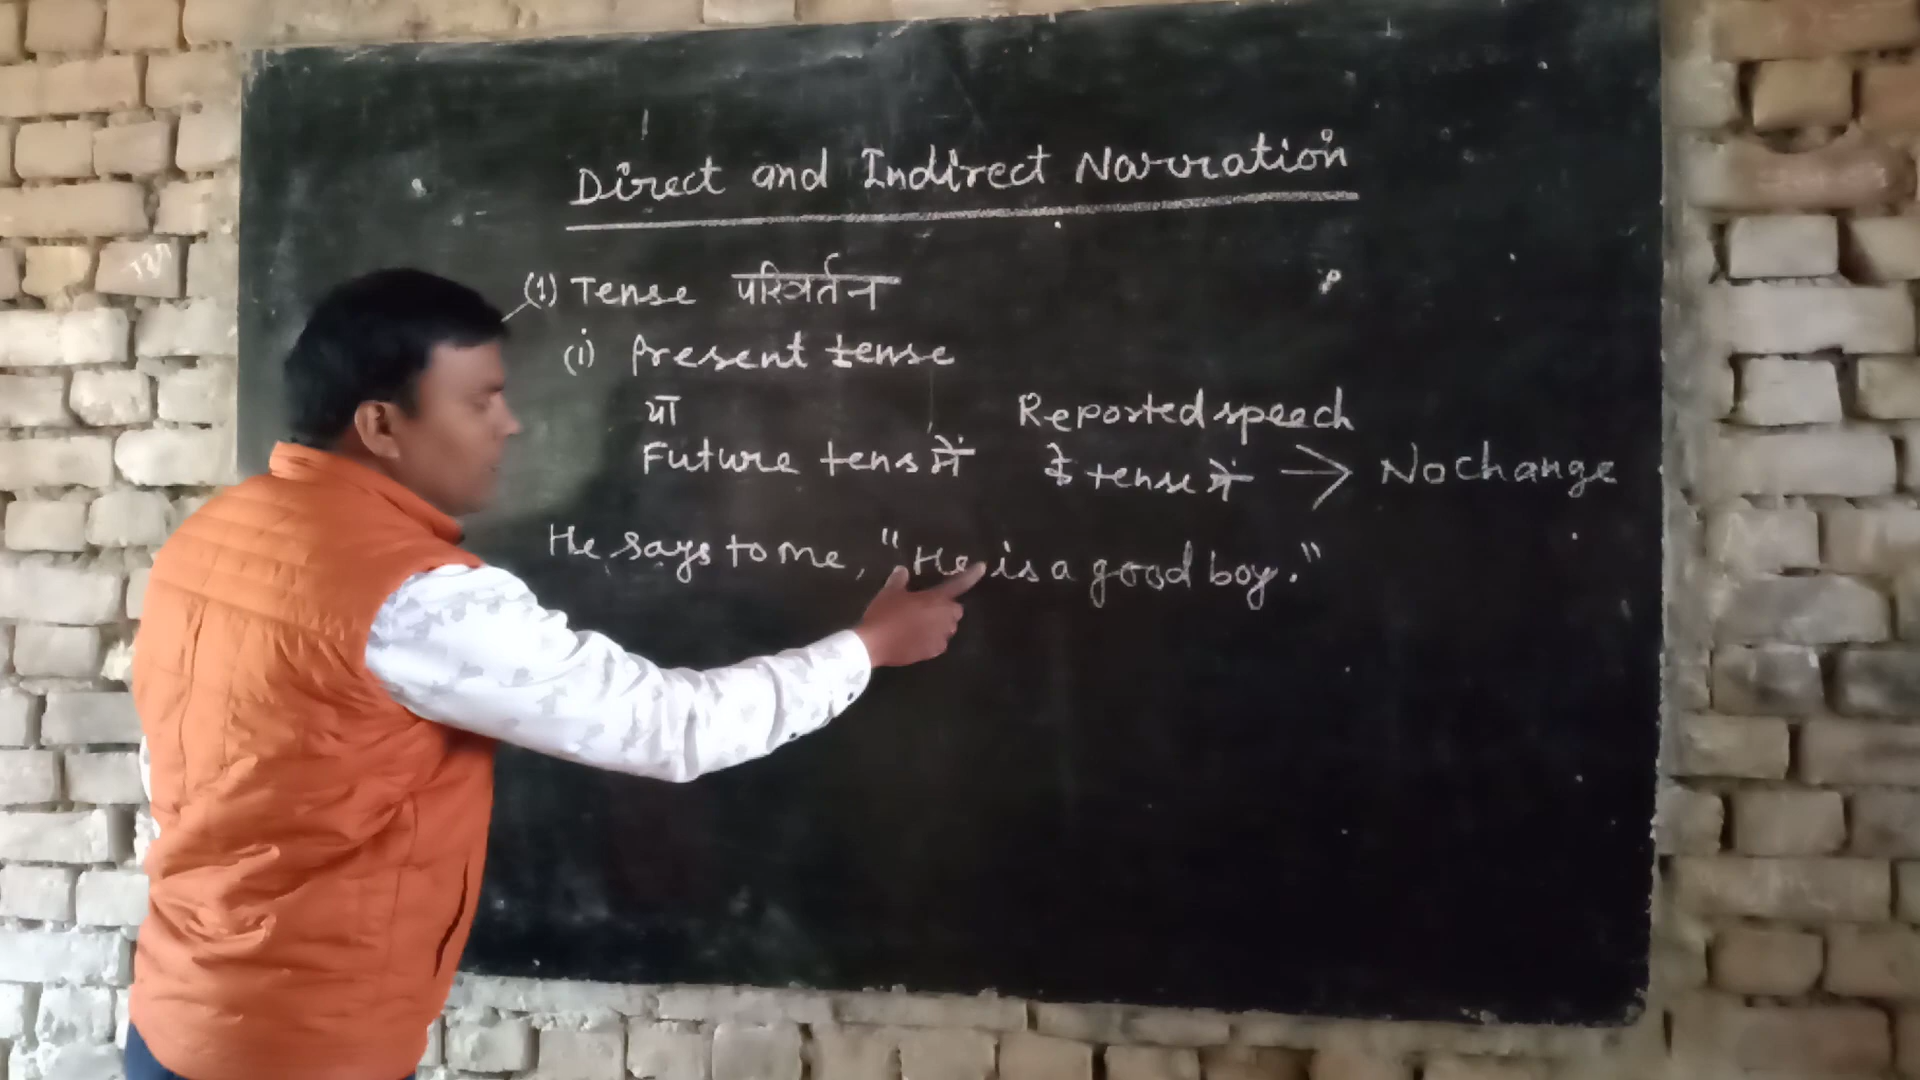 Direct and Indirect Narration
(1) Tense परिवर्तन
(i) Present tense
या
Future tens में Reported speech के tense में → No change
He says to me, "He is a good boy."